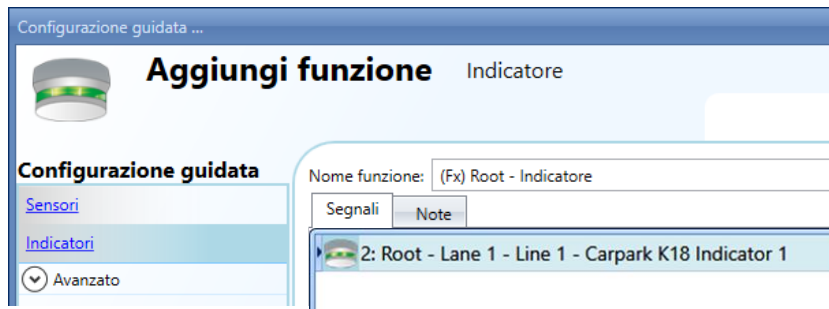 Configurazione guidata ...
Aggiungi funzione Indicatore
Configurazione guidata
Sensori
Indicatori
Avanzato
Nome funzione: (Fx) Root - Indicatore
Segnali Note
2: Root - Lane 1 - Line 1 - Carpark K18 Indicator 1